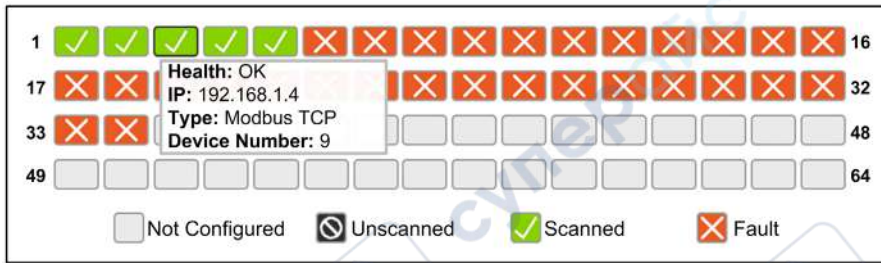 1 16
Health: OK
17 32
IP: 192.168.1.4
Type: Modbus TCP
33 48
Device Number: 9
49 64
Not Configured Unscanned Scanned Fault
суперойс